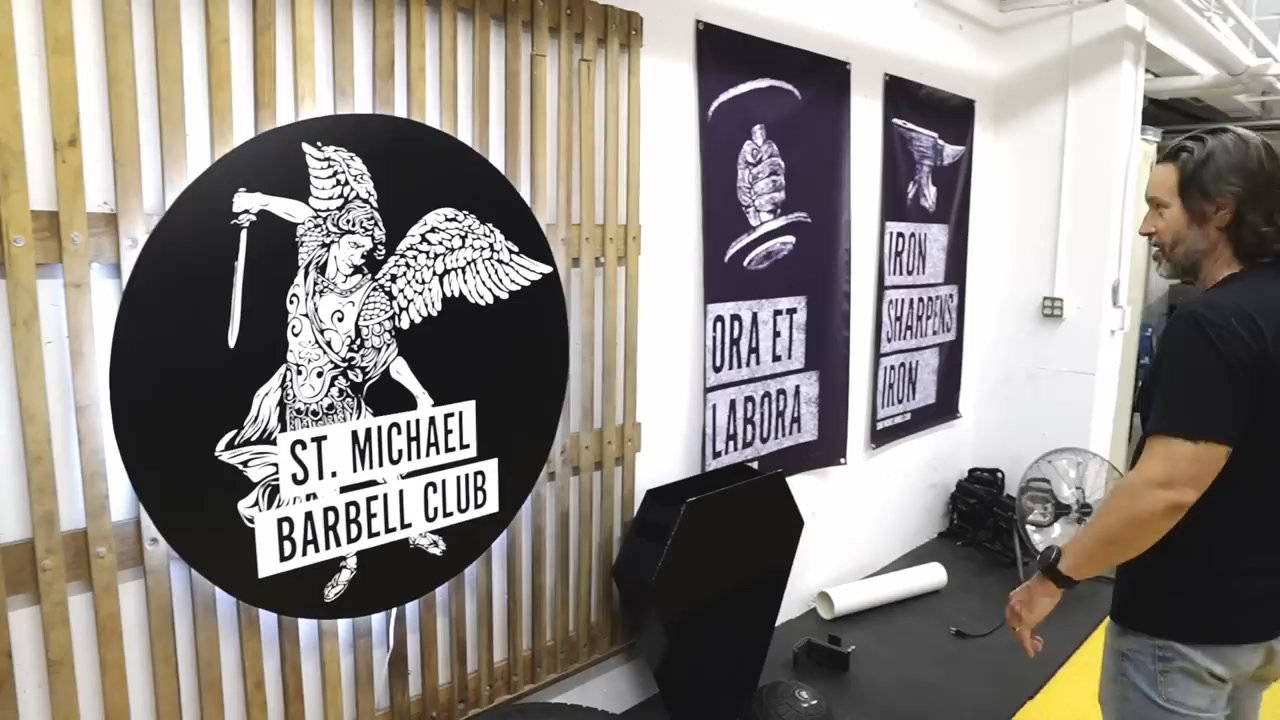 ST. MICHAEL
BARBELL CLUB
ORA ET
LABORA
IRON
SHARPENS
IRON